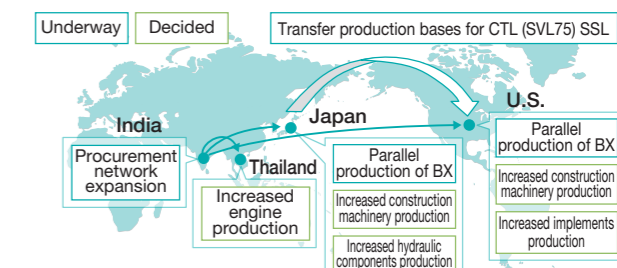 Underway
Decided
Transfer production bases for CTL (SVL75) SSL
India
Procurement
network
expansion
Thailand
Increased
engine
production
Japan
Parallel
production of BX
Increased construction
machinery production
Increased hydraulic
components production
U.S.
Parallel
production of BX
Increased construction
machinery production
Increased implements
production